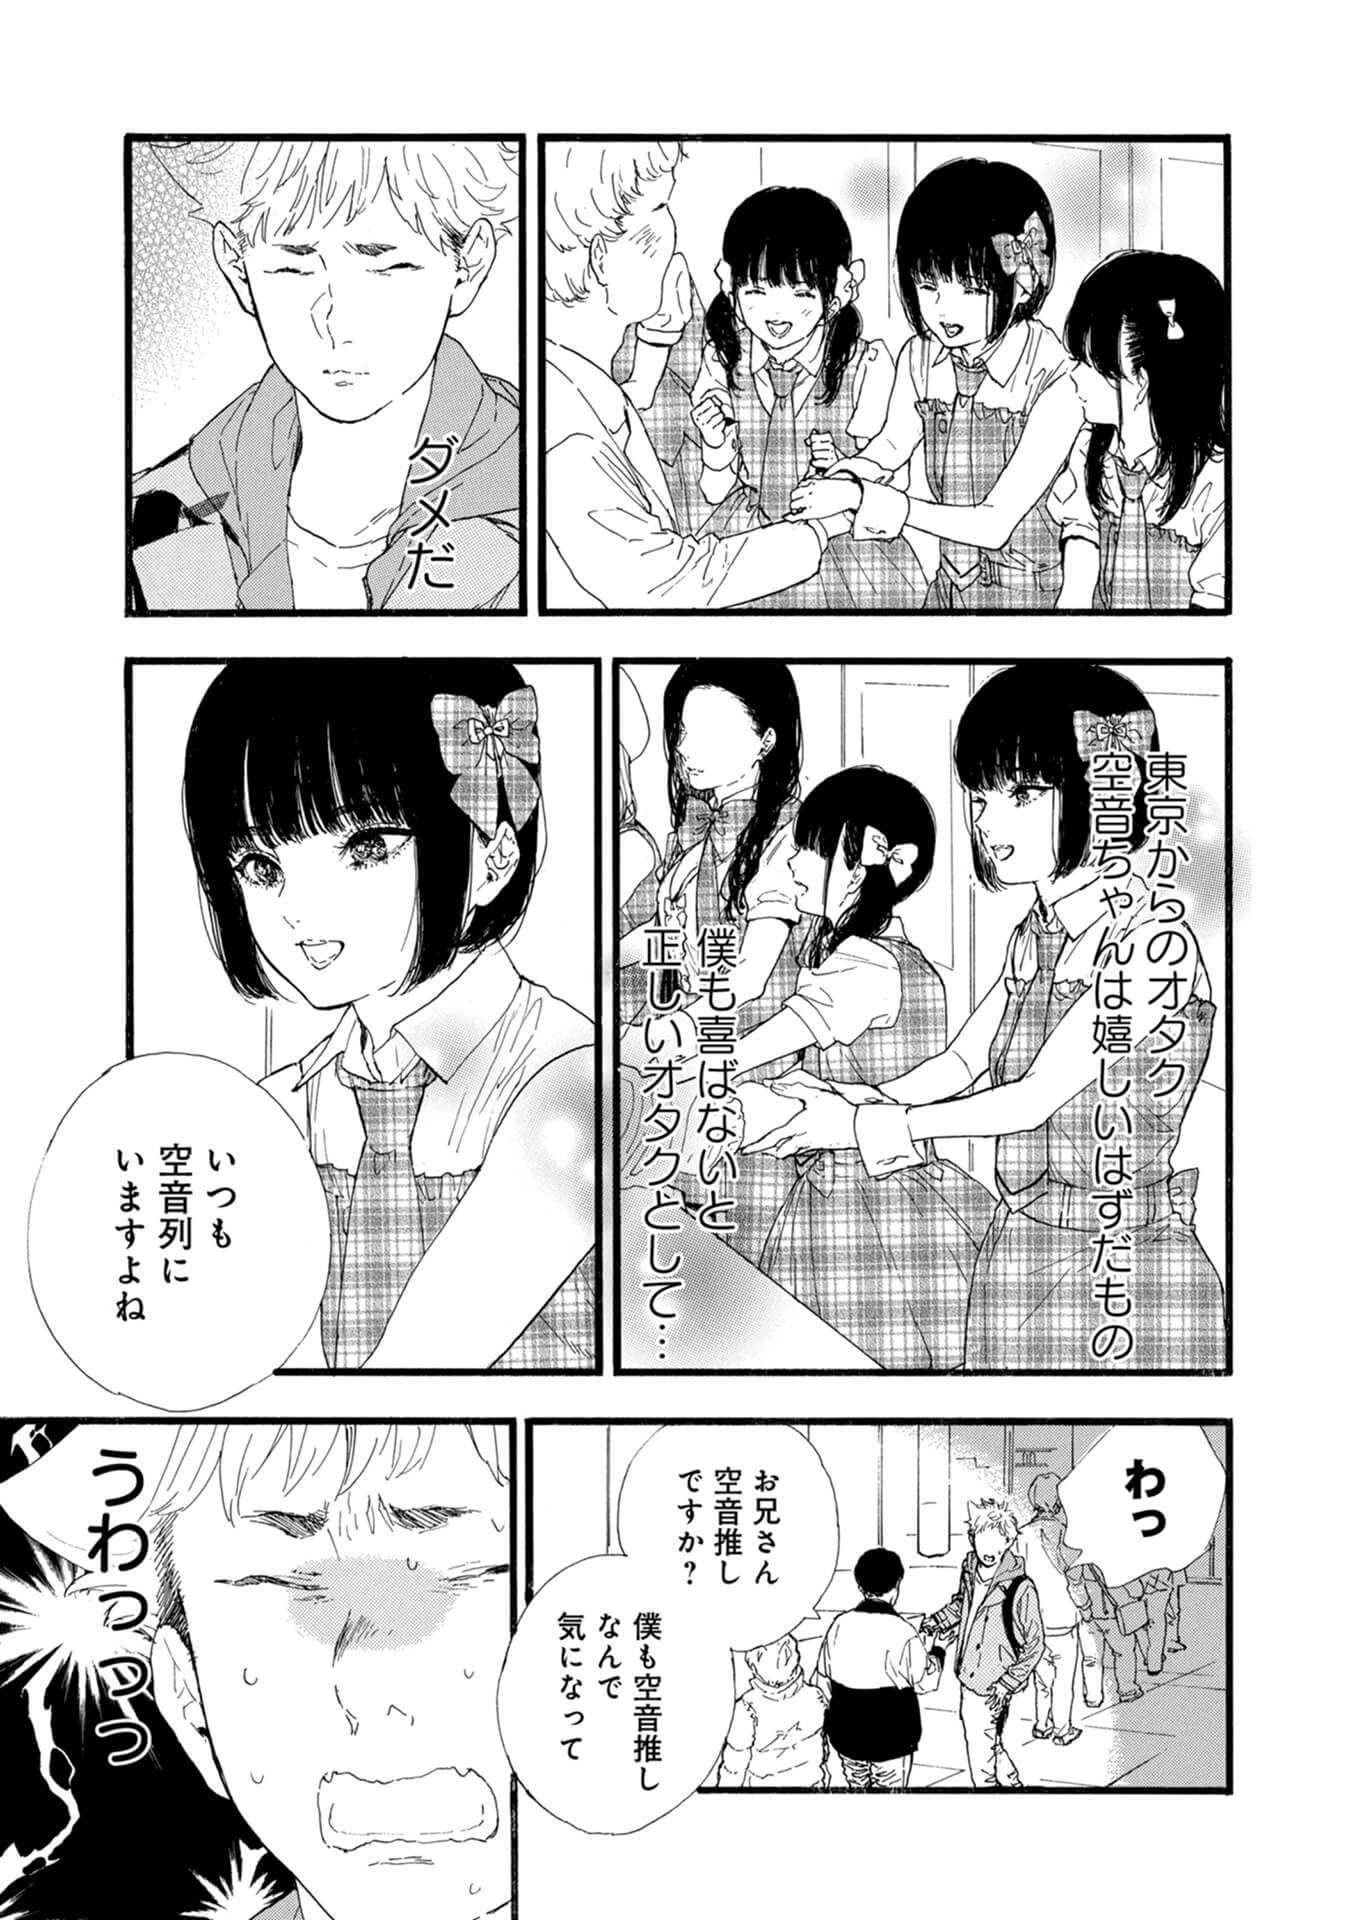 ダメだ
東京からのオタク
空音ちゃんは嬉しいはずだもの
僕も喜ばないと
正しいオタクとして…
いつも
空音列に
いますよね
わっ
お兄さん
空音推し
ですか？
僕も空音推し
なんで
気になって
うわっっっ